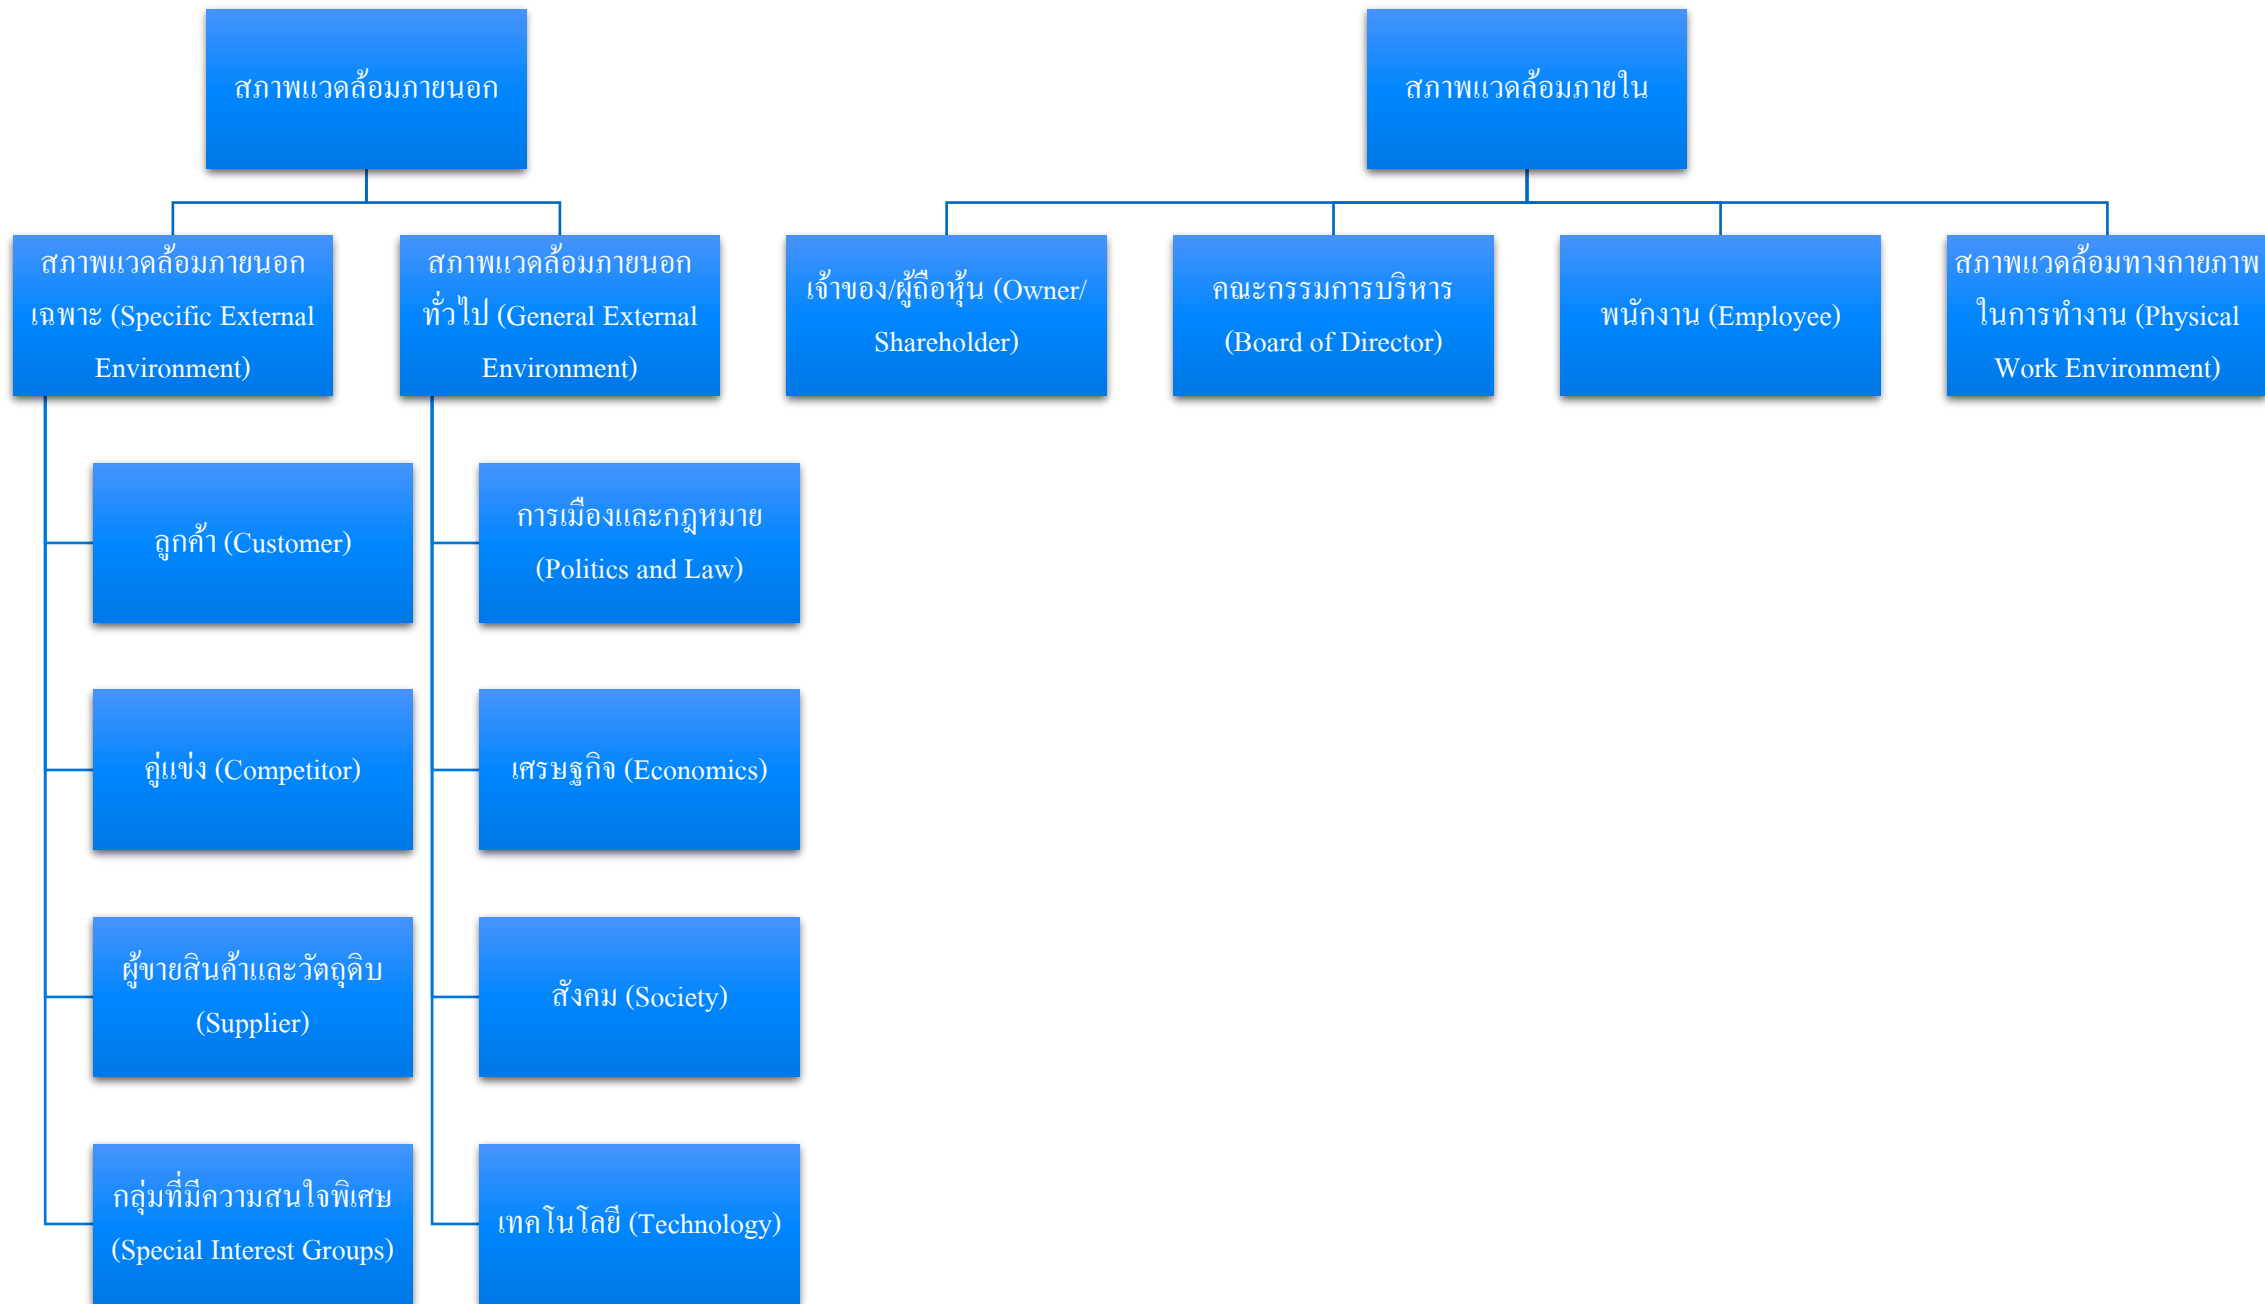 สภาพแวดล้อมภายนอก
สภาพแวดล้อมภายใน
สภาพแวดล้อมภายนอก
เฉพาะ (Specific External
Environment)
สภาพแวดล้อมภายนอก
ทั่วไป (General External
Environment)
เจ้าของ/ผู้ถือหุ้น (Owner/
Shareholder)
คณะกรรมการบริหาร
(Board of Director)
พนักงาน (Employee)
สภาพแวดล้อมทางกายภาพ
ในการทำงาน (Physical
Work Environment)
ลูกค้า (Customer)
การเมืองและกฎหมาย
(Politics and Law)
คู่แข่ง (Competitor)
เศรษฐกิจ (Economics)
ผู้ขายสินค้าและวัตถุดิบ
(Supplier)
สังคม (Society)
กลุ่มที่มีความสนใจพิเศษ
(Special Interest Groups)
เทคโนโลยี (Technology)